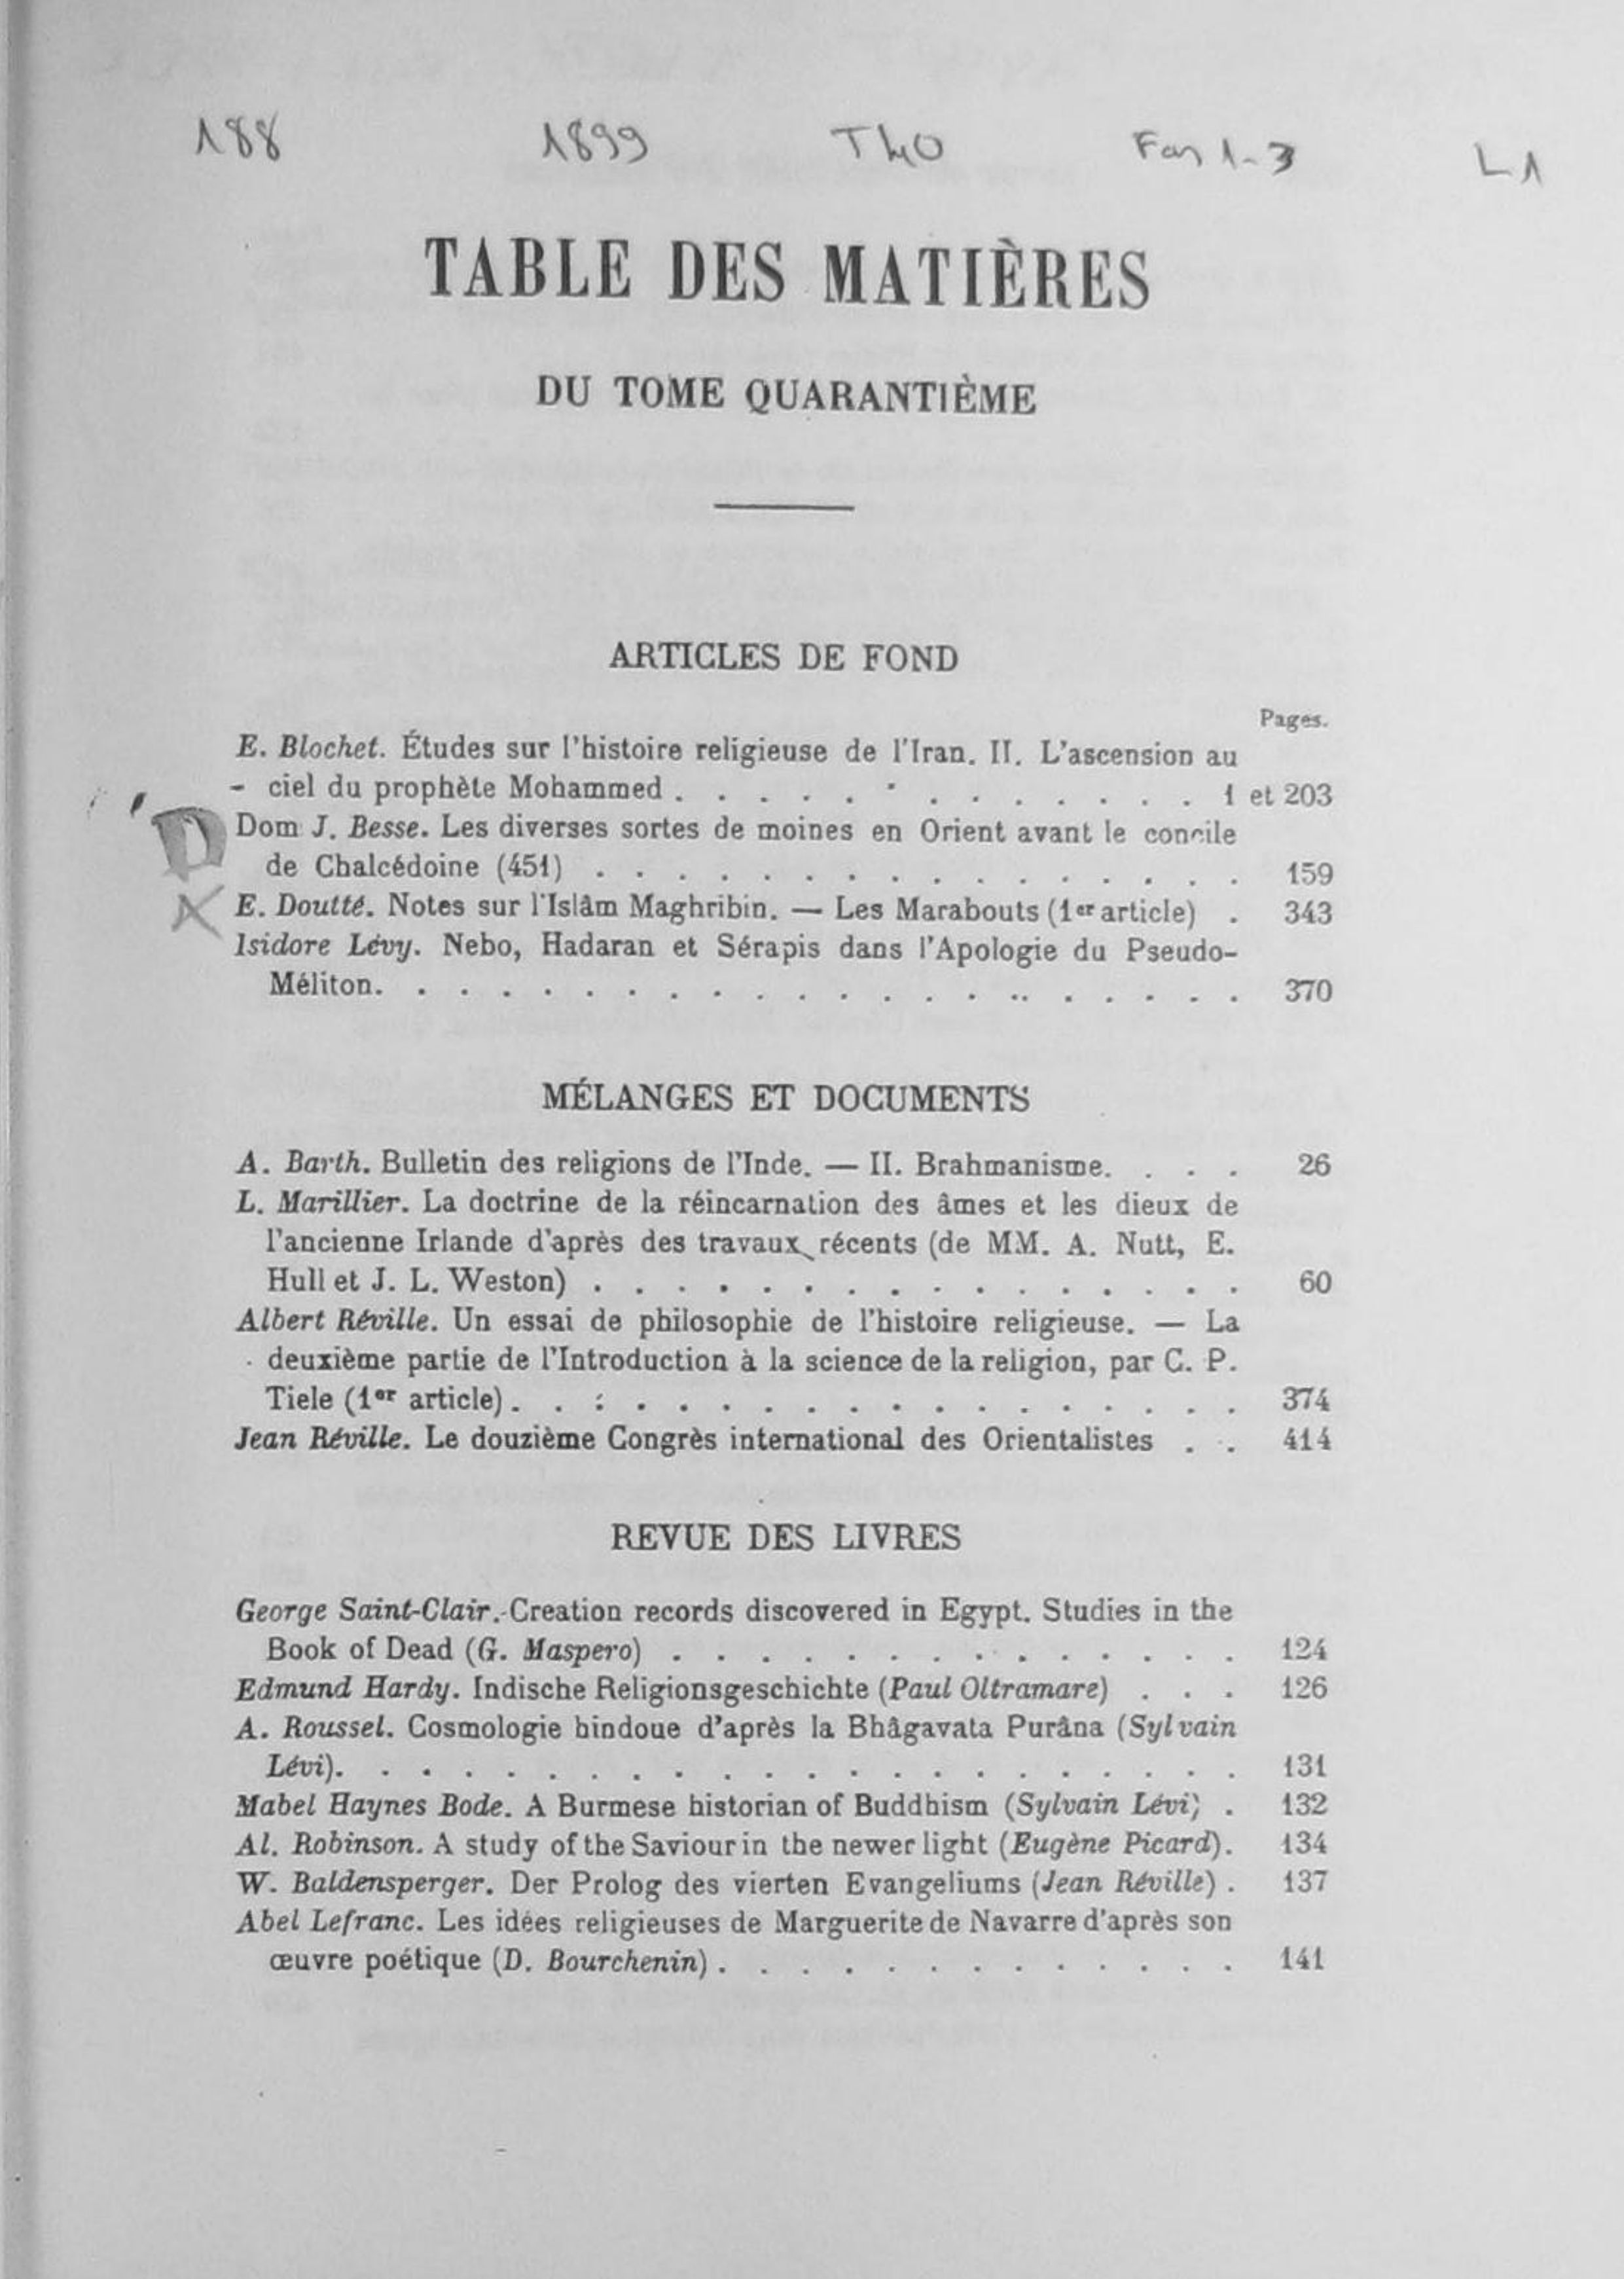 188 1899 T40 Fas 1-3 L1
TABLE DES MATIÈRES
DU TOME QUARANTIÈME
ARTICLES DE FOND
Pages.
E. Blochet. Études sur l'histoire religieuse de l'Iran. II. L'ascension au
- ciel du prophète Mohammed . . . . . . . . . . . . . 1 et 203
D Dom J. Besse. Les diverses sortes de moines en Orient avant le concile
de Chalcédoine (451) . . . . . . . . . . . . . . . . 159
X E. Doutté. Notes sur l'Islâm Maghribin. — Les Marabouts (1er article) . 343
Isidore Lévy. Nebo, Hadaran et Sérapis dans l'Apologie du Pseudo-
Méliton. . . . . . . . . . . . . . . . . . . . . 370
MÉLANGES ET DOCUMENTS
A. Barth. Bulletin des religions de l'Inde. — II. Brahmanisme. . . . 26
L. Marillier. La doctrine de la réincarnation des âmes et les dieux de
l'ancienne Irlande d'après des travaux récents (de MM. A. Nutt, E.
Hull et J. L. Weston) . . . . . . . . . . . . . . . . 60
Albert Réville. Un essai de philosophie de l'histoire religieuse. — La
deuxième partie de l'Introduction à la science de la religion, par C. P.
Tiele (1er article) . . . . . . . . . . . . . . . . . . 374
Jean Réville. Le douzième Congrès international des Orientalistes . . 414
REVUE DES LIVRES
George Saint-Clair. Creation records discovered in Egypt. Studies in the
Book of Dead (G. Maspero) . . . . . . . . . . . . . . 124
Edmund Hardy. Indische Religionsgeschichte (Paul Oltramare) . . . 126
A. Roussel. Cosmologie hindoue d'après la Bhâgavata Purâna (Sylvain
Lévi). . . . . . . . . . . . . . . . . . . . . . 131
Mabel Haynes Bode. A Burmese historian of Buddhism (Sylvain Lévi) . 132
Al. Robinson. A study of the Saviour in the newer light (Eugène Picard). 134
W. Baldensperger. Der Prolog des vierten Evangeliums (Jean Réville) . 137
Abel Lefranc. Les idées religieuses de Marguerite de Navarre d'après son
œuvre poétique (D. Bourchenin) . . . . . . . . . . . . . 141